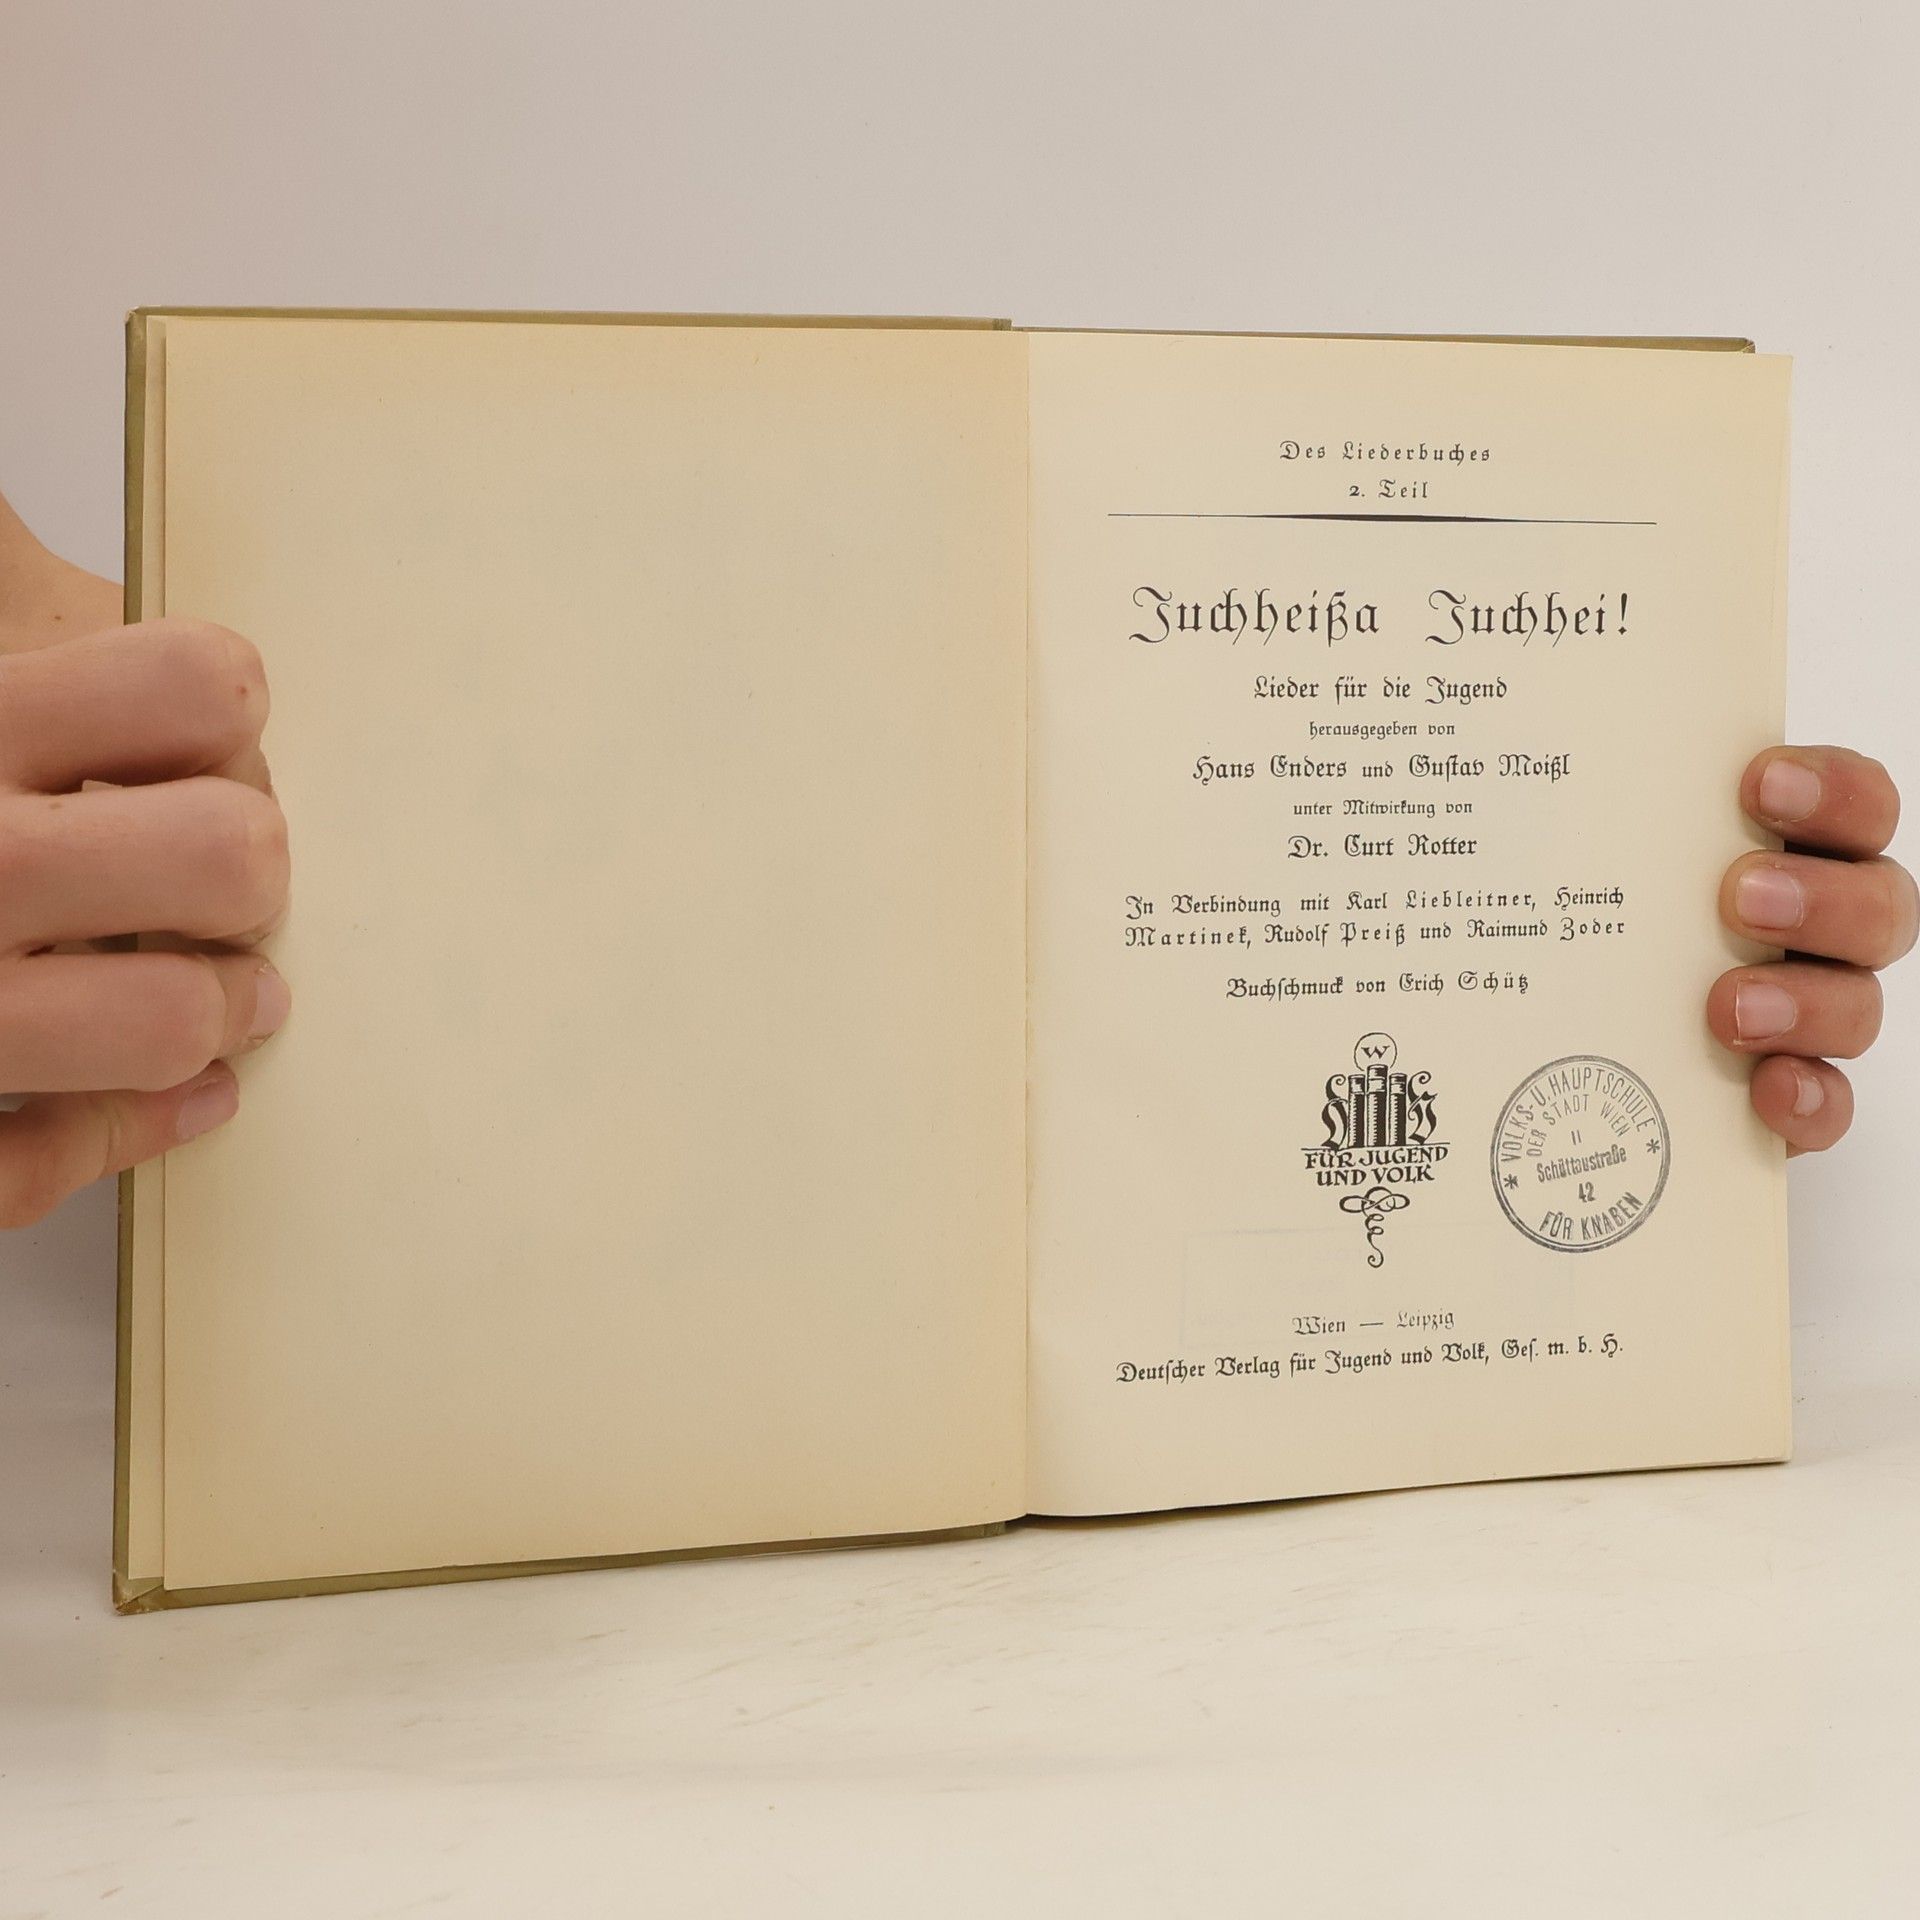 Des Liederbuches
2. Teil
Juchheißa Juchhei!
Lieder für die Jugend
herausgegeben von
Hans Enders und Gustav Moißl
unter Mitwirkung von
Dr. Curt Rotter
In Verbindung mit Karl Liebleitner, Heinrich
Martinek, Rudolf Preiß und Raimund Zoder
Buchschmuck von Erich Schütz
W
FÜR JUGEND
UND VOLK
VOLKS- U. HAUPTSCHULE
DER STADT WIEN
II
Schüttaustraße
42
* FÜR KNABEN *
Wien — Leipzig
Deutscher Verlag für Jugend und Volk, Ges. m. b. H.